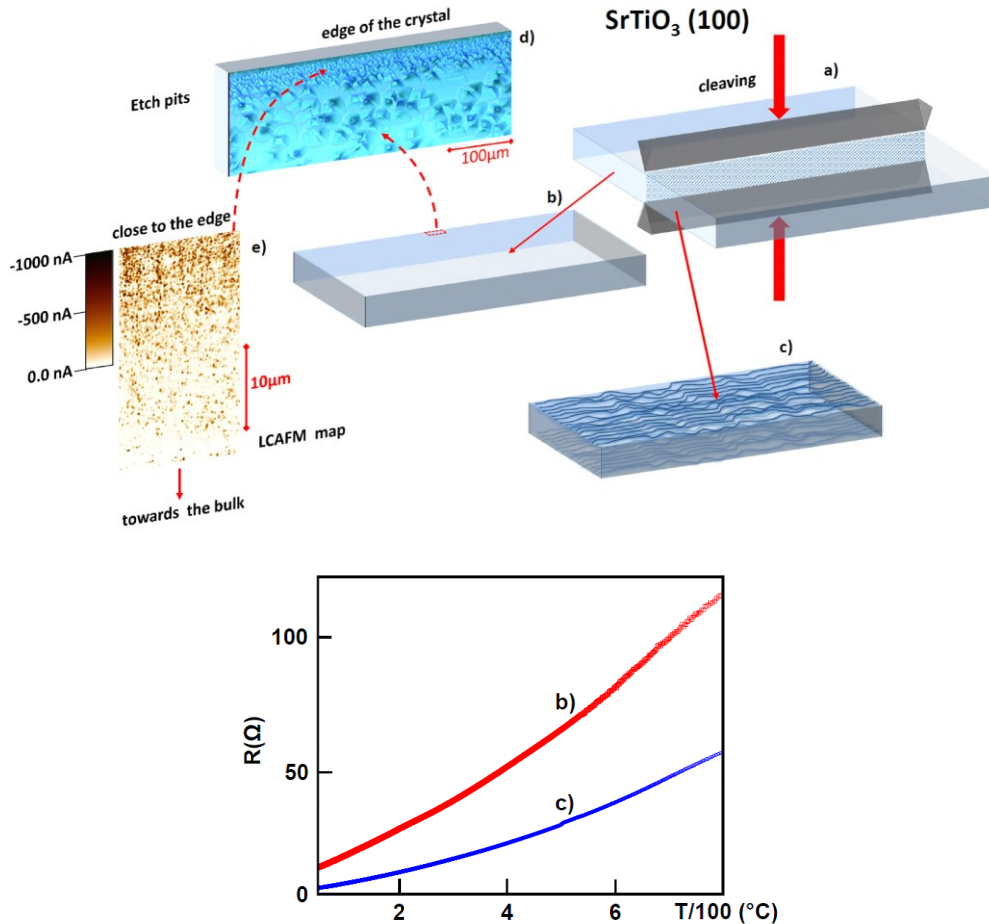 SrTiO₃ (100)
edge of the crystal
d)
Etch pits
100μm
cleaving
a)
b)
close to the edge
e)
-1000 nA
-500 nA
0.0 nA
10μm
LCAFM map
towards the bulk
c)
R(Ω)
100
50
0
b)
c)
2
4
6
T/100 (°C)